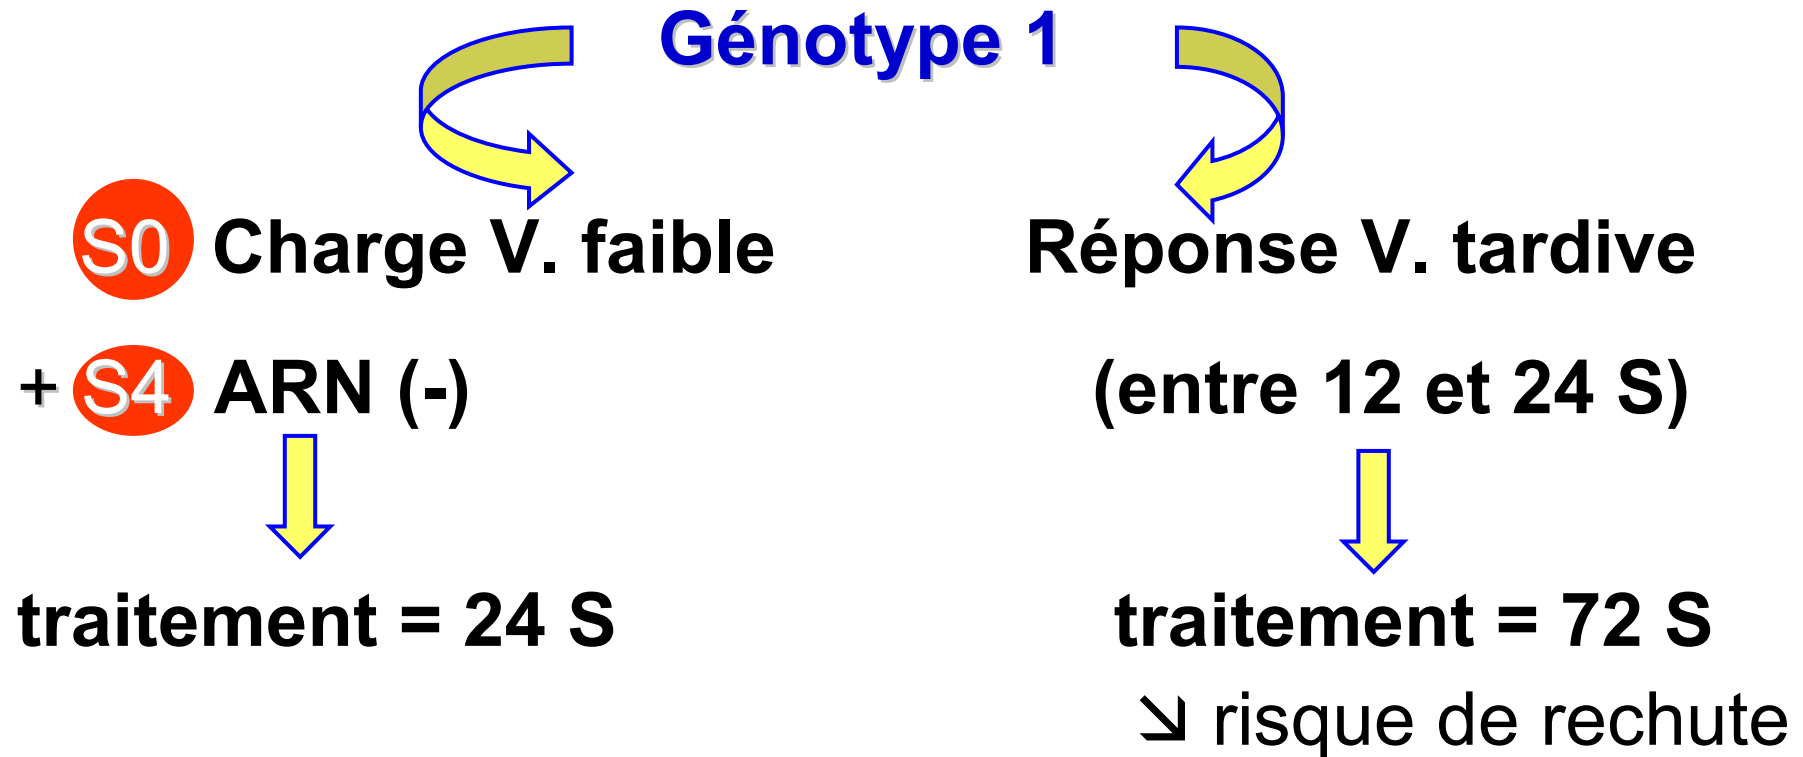 Génotype 1
S0 Charge V. faible
+ S4 ARN (-)
traitement = 24 S
Réponse V. tardive
(entre 12 et 24 S)
traitement = 72 S
↘ risque de rechute